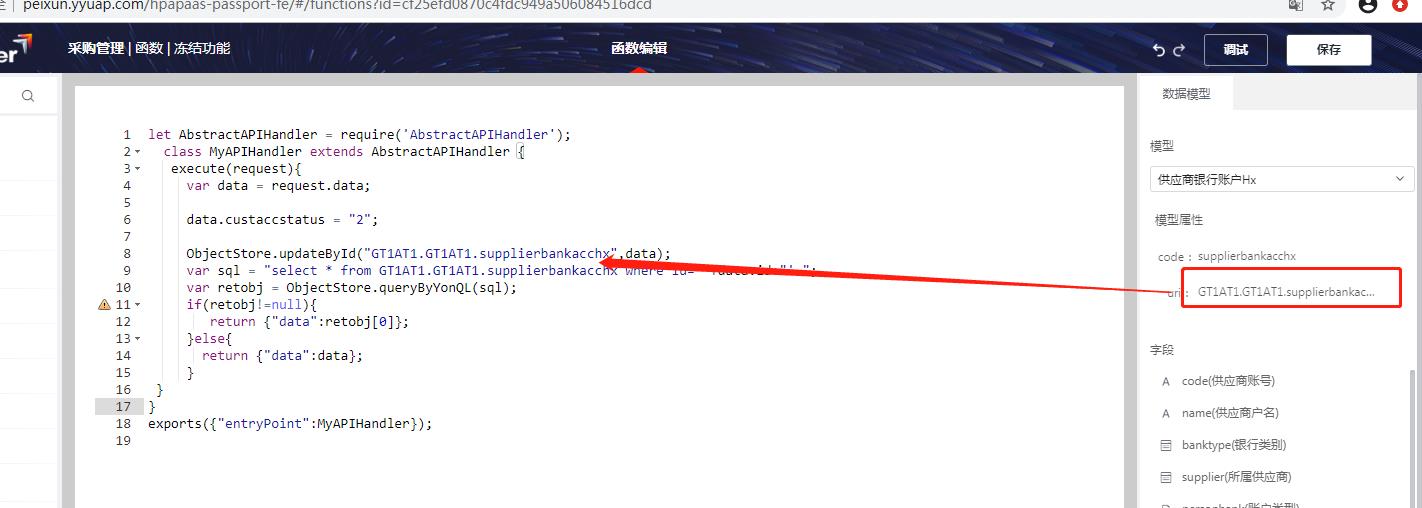 peixun.yyuap.com/hpapaas-passport-fe/#/functions?id=cf25efd0870c4fdc949a506084516dcd
er
采购管理 | 函数 | 冻结功能
函数编辑
调试
保存
数据模型
1 let AbstractAPIHandler = require('AbstractAPIHandler');
2 class MyAPIHandler extends AbstractAPIHandler {
3 execute(request){
4 var data = request.data;
5
6 data.custaccstatus = "2";
7
8 ObjectStore.updateById("GT1AT1.GT1AT1.supplierbankacchx",data);
9 var sql = "select * from GT1AT1.GT1AT1.supplierbankacchx where id=
10 var retobj = ObjectStore.queryByYonQL(sql);
11 if(retobj!=null){
12 return {"data":retobj[0]};
13 }else{
14 return {"data":data};
15 }
16 }
17 }
18 exports({"entryPoint":MyAPIHandler});
19
模型
供应商银行账户Hx
模型属性
code： supplierbankacchx
uri： GT1AT1.GT1AT1.supplierbankac...
字段
A code(供应商账号)
A name(供应商户名)
banktype(银行类别)
supplier(所属供应商)